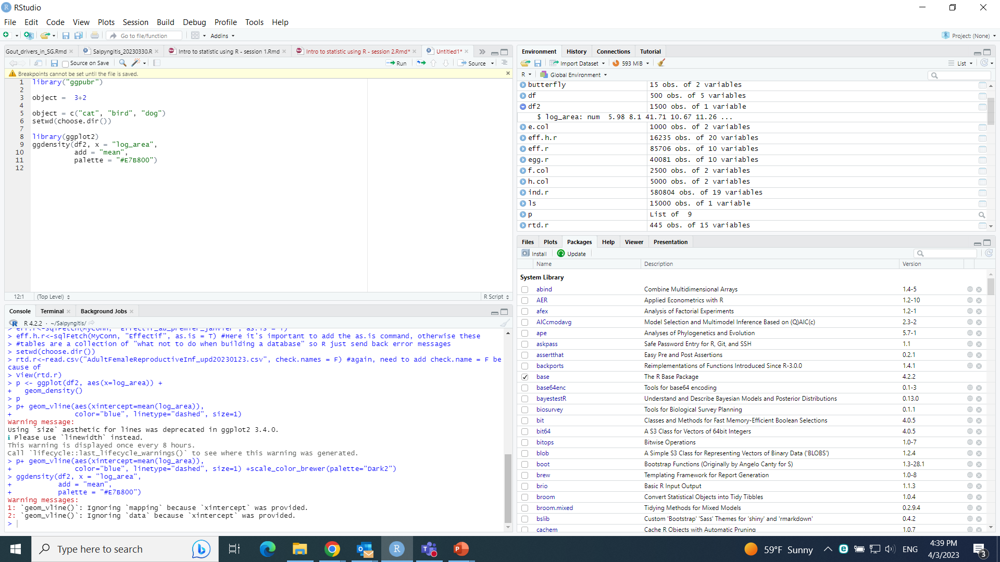 RStudio
File Edit Code View Plots Session Build Debug Profile Tools Help
Go to file/function Addins Project: (None)
Gout_drivers_in_SG.Rmd Salpyngitis_20230330.R Intro to statistic using R - session 1.Rmd Intro to statistic using R - session 2.Rmd* Untitled1*
Source on Save Run Source
Breakpoints cannot be set until the file is saved.
1 library("ggpubr")
2
3 object =  3+2
4
5 object = c("cat", "bird", "dog")
6 setwd(choose.dir())
7
8 library(ggplot2)
9 ggdensity(df2, x = "log_area",
10           add = "mean",
11           palette = "#E7B800")
12
12:1 (Top Level) R Script
Console Terminal Background Jobs
R 4.2.2 · ~/Salpyngitis/
> eff.r<-sqlFetch(MyConn, "Effectif_au_premier_janvier", as.is = T)
> eff.h.r<-sqlFetch(MyConn, "Effectif", as.is = T) #Here it's important to add the as.is command, otherwise these
> #tables are a collection of "what not to do when building a database" so R just send back error messages
> setwd(choose.dir())
> rtd.r<-read.csv("AdultFemaleReproductiveInf_upd20230123.csv", check.names = F) #again, need to add check.name = F be
cause of
> View(rtd.r)
> p <- ggplot(df2, aes(x=log_area)) +
+   geom_density()
> p
> p+ geom_vline(aes(xintercept=mean(log_area)),
+               color="blue", linetype="dashed", size=1)
Warning message:
Using `size` aesthetic for lines was deprecated in ggplot2 3.4.0.
ℹ Please use `linewidth` instead.
This warning is displayed once every 8 hours.
Call `lifecycle::last_lifecycle_warnings()` to see where this warning was generated.
> p+ geom_vline(aes(xintercept=mean(log_area)),
+               color="blue", linetype="dashed", size=1) +scale_color_brewer(palette="Dark2")
> ggdensity(df2, x = "log_area",
+           add = "mean",
+           palette = "#E7B800")
Warning messages:
1: `geom_vline()`: Ignoring `mapping` because `xintercept` was provided.
2: `geom_vline()`: Ignoring `data` because `xintercept` was provided.
>
Environment History Connections Tutorial
Import Dataset 593 MiB List
R Global Environment
butterfly 15 obs. of 2 variables
df 500 obs. of 5 variables
df2 1500 obs. of 1 variable
$ log_area: num  5.98 8.1 41.71 10.67 11.26 ...
e.col 1000 obs. of 2 variables
eff.h.r 16235 obs. of 20 variables
eff.r 85706 obs. of 10 variables
egg.r 40081 obs. of 10 variables
f.col 2500 obs. of 2 variables
h.col 5000 obs. of 2 variables
ind.r 580804 obs. of 19 variables
ls 15000 obs. of 1 variable
p List of  9
rtd.r 445 obs. of 15 variables
Files Plots Packages Help Viewer Presentation
Install Update
Name Description Version
System Library
abind Combine Multidimensional Arrays 1.4-5
AER Applied Econometrics with R 1.2-10
afex Analysis of Factorial Experiments 1.2-1
AICcmodavg Model Selection and Multimodel Inference Based on (Q)AIC(c) 2.3-2
ape Analyses of Phylogenetics and Evolution 5.7-1
askpass Safe Password Entry for R, Git, and SSH 1.1
assertthat Easy Pre and Post Assertions 0.2.1
backports Reimplementations of Functions Introduced Since R-3.0.0 1.4.1
base The R Base Package 4.2.2
base64enc Tools for base64 encoding 0.1-3
bayestestR Understand and Describe Bayesian Models and Posterior Distributions 0.13.0
biosurvey Tools for Biological Survey Planning 0.1.1
bit Classes and Methods for Fast Memory-Efficient Boolean Selections 4.0.5
bit64 A S3 Class for Vectors of 64bit Integers 4.0.5
bitops Bitwise Operations 1.0-7
blob A Simple S3 Class for Representing Vectors of Binary Data ('BLOBS') 1.2.4
boot Bootstrap Functions (Originally by Angelo Canty for S) 1.3-28.1
brew Templating Framework for Report Generation 1.0-8
brio Basic R Input Output 1.1.3
broom Convert Statistical Objects into Tidy Tibbles 1.0.4
broom.mixed Tidying Methods for Mixed Models 0.2.9.4
bslib Custom 'Bootstrap' 'Sass' Themes for 'shiny' and 'rmarkdown' 0.4.2
cachem Cache R Objects with Automatic Pruning 1.0.7
Type here to search
59°F Sunny ENG
4:39 PM
4/3/2023
3